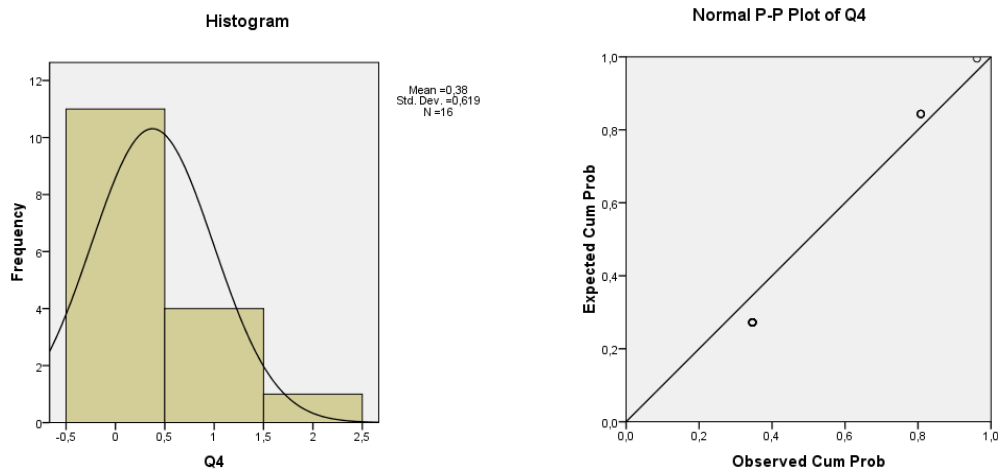 Histogram
12
10
8
6
4
2
0
Frequency
-0,5
0
0,5
1
1,5
2
2,5
Q4
Mean =0,38
Std. Dev. =0,619
N =16
Normal P-P Plot of Q4
1,0
0,8
0,6
0,4
0,2
0,0
Expected Cum Prob
0,0
0,2
0,4
0,6
0,8
1,0
Observed Cum Prob